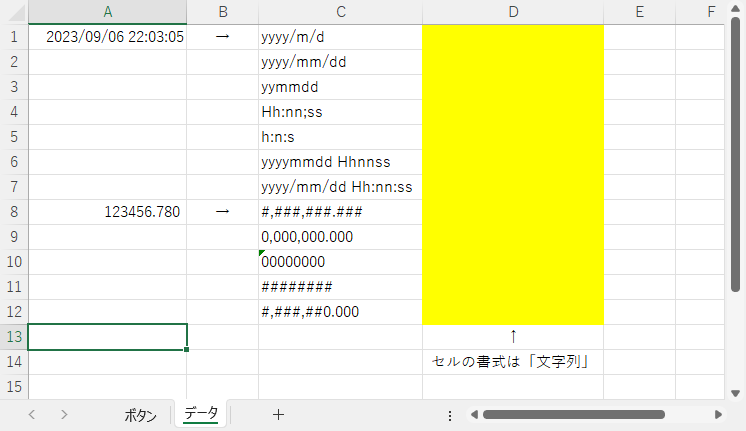 A B C D E F
1 2023/09/06 22:03:05 → yyyy/m/d
2 yyyy/mm/dd
3 yymmdd
4 Hh:nn;ss
5 h:n:s
6 yyyymmdd Hhnnss
7 yyyy/mm/dd Hh:nn:ss
8 123456.780 → #,###,###.###
9 0,000,000.000
10 00000000
11 ########
12 #,###,##0.000
13 ↑
14 セルの書式は「文字列」
15
ボタン データ +